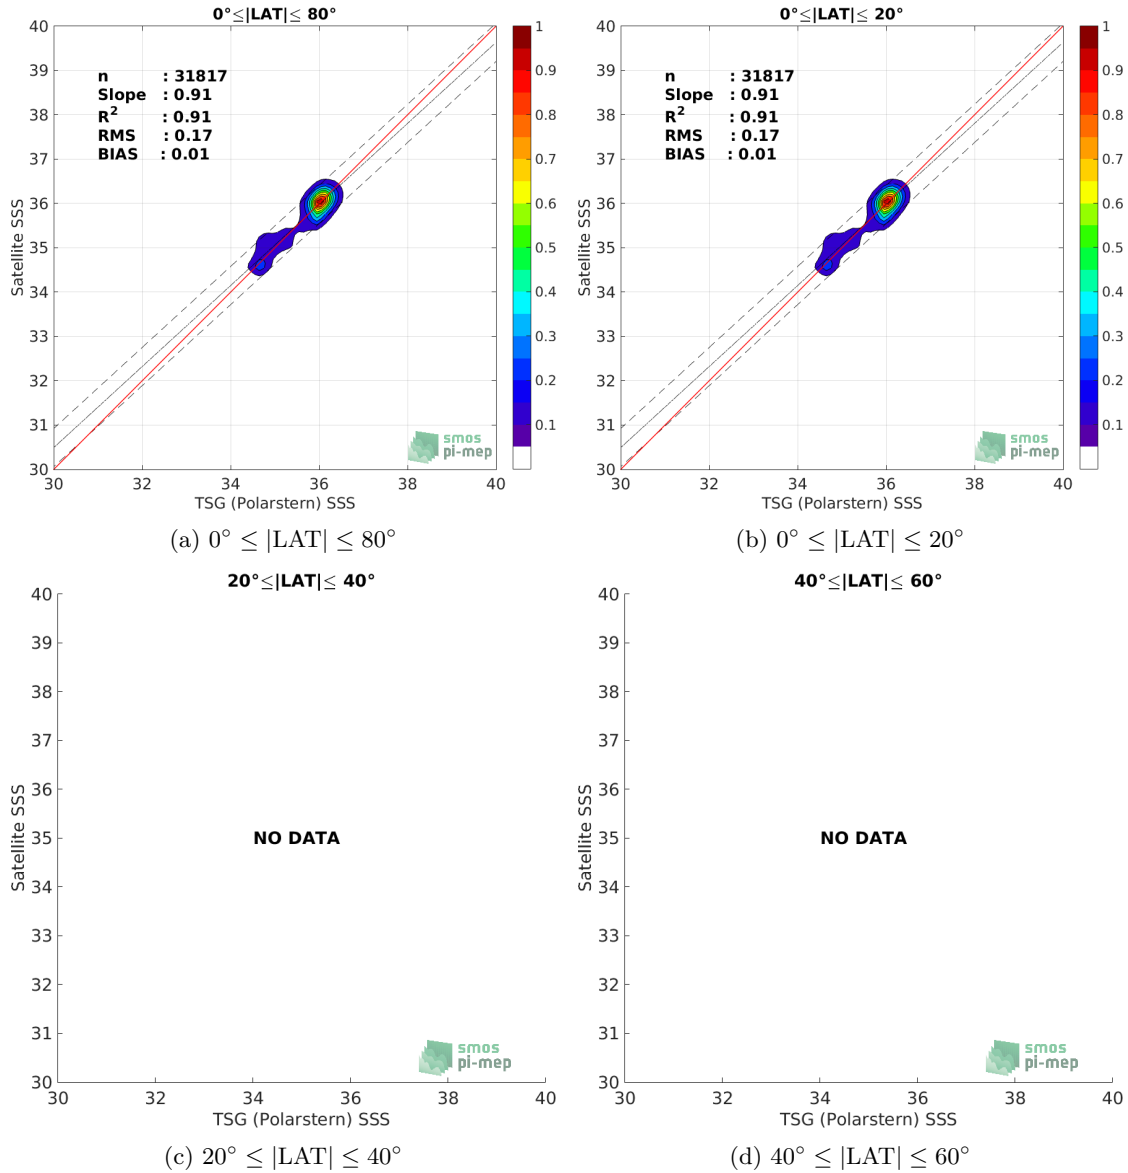 0°≤|LAT|≤ 80°
40
39
38
37
36
35
34
33
32
31
30
Satellite SSS
n : 31817
Slope : 0.91
R² : 0.91
RMS : 0.17
BIAS : 0.01
1
0.9
0.8
0.7
0.6
0.5
0.4
0.3
0.2
0.1
smos
pi-mep
30 32 34 36 38 40
TSG (Polarstern) SSS
(a) 0° ≤ |LAT| ≤ 80°
0°≤|LAT|≤ 20°
40
39
38
37
36
35
34
33
32
31
30
Satellite SSS
n : 31817
Slope : 0.91
R² : 0.91
RMS : 0.17
BIAS : 0.01
1
0.9
0.8
0.7
0.6
0.5
0.4
0.3
0.2
0.1
smos
pi-mep
30 32 34 36 38 40
TSG (Polarstern) SSS
(b) 0° ≤ |LAT| ≤ 20°
20°≤|LAT|≤ 40°
40
39
38
37
36
35
34
33
32
31
30
Satellite SSS
NO DATA
smos
pi-mep
30 32 34 36 38 40
TSG (Polarstern) SSS
(c) 20° ≤ |LAT| ≤ 40°
40°≤|LAT|≤ 60°
40
39
38
37
36
35
34
33
32
31
30
Satellite SSS
NO DATA
smos
pi-mep
30 32 34 36 38 40
TSG (Polarstern) SSS
(d) 40° ≤ |LAT| ≤ 60°